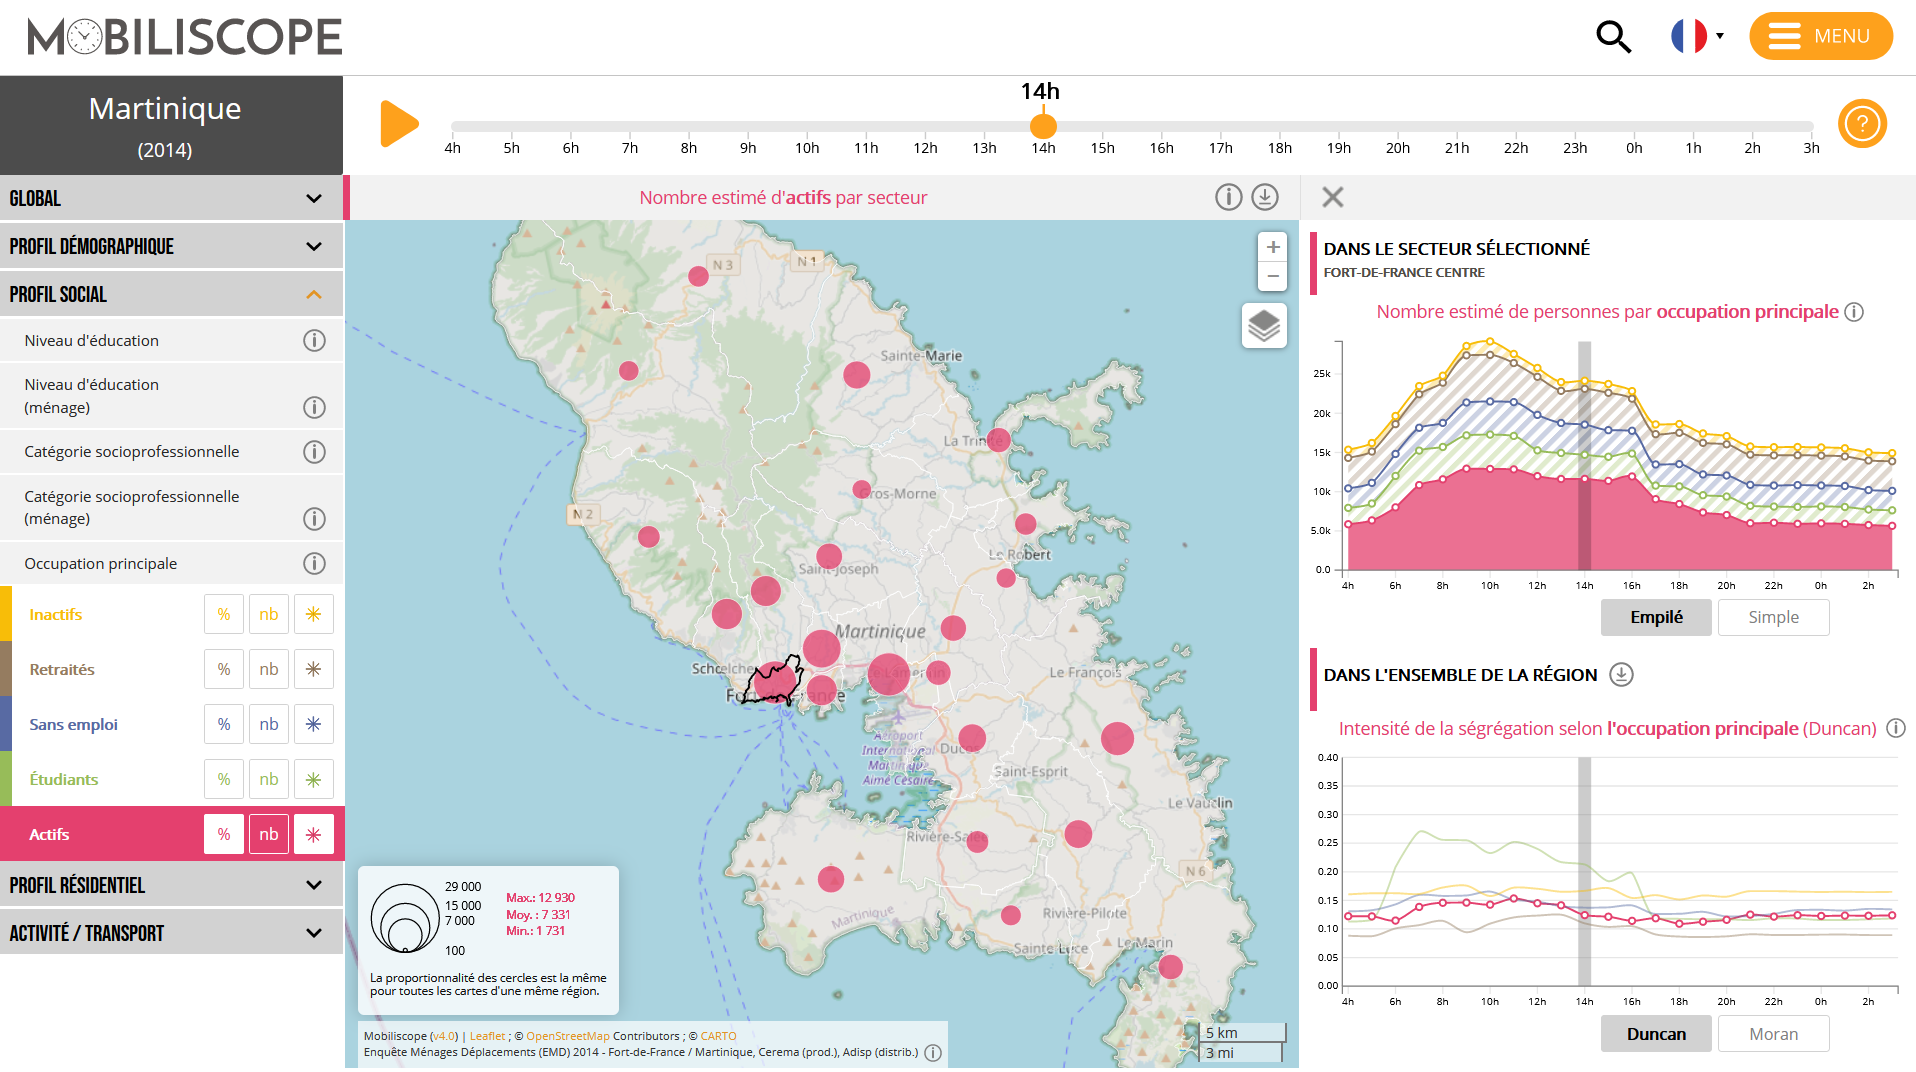 MOBILISCOPE
MENU
Martinique
(2014)
14h
4h 5h 6h 7h 8h 9h 10h 11h 12h 13h 14h 15h 16h 17h 18h 19h 20h 21h 22h 23h 0h 1h 2h 3h
?
GLOBAL
PROFIL DÉMOGRAPHIQUE
PROFIL SOCIAL
Niveau d'éducation
Niveau d'éducation
(ménage)
Catégorie socioprofessionnelle
Catégorie socioprofessionnelle
(ménage)
Occupation principale
Inactifs % nb
Retraités % nb
Sans emploi % nb
Étudiants % nb
Actifs % nb
PROFIL RÉSIDENTIEL
ACTIVITÉ / TRANSPORT
Nombre estimé d'actifs par secteur
+
−
N 3
N 1
Sainte-Marie
La Trinité
Gros-Morne
N 2
Le Robert
Saint-Joseph
Martinique
Schœlcher
Le Lamentin
Le François
Fort-de-France
Aéroport
International
Martinique
Aimé Césaire
Ducos
Saint-Esprit
Le Vauclin
Rivière-Salée
N 6
Martinique
Rivière-Pilote
Sainte-Luce
Le Marin
29 000
15 000
7 000
100
Max.: 12 930
Moy. : 7 331
Min.: 1 731
La proportionnalité des cercles est la même
pour toutes les cartes d'une même région.
Mobiliscope (v4.0) | Leaflet ; © OpenStreetMap Contributors ; © CARTO
Enquête Ménages Déplacements (EMD) 2014 - Fort-de-France / Martinique, Cerema (prod.), Adisp (distrib.)
5 km
3 mi
DANS LE SECTEUR SÉLECTIONNÉ
FORT-DE-FRANCE CENTRE
Nombre estimé de personnes par occupation principale
25k
20k
15k
10k
5.0k
0.0
4h 6h 8h 10h 12h 14h 16h 18h 20h 22h 0h 2h
Empilé Simple
DANS L'ENSEMBLE DE LA RÉGION
Intensité de la ségrégation selon l'occupation principale (Duncan)
0.40
0.35
0.30
0.25
0.20
0.15
0.10
0.05
0.00
4h 6h 8h 10h 12h 14h 16h 18h 20h 22h 0h 2h
Duncan Moran